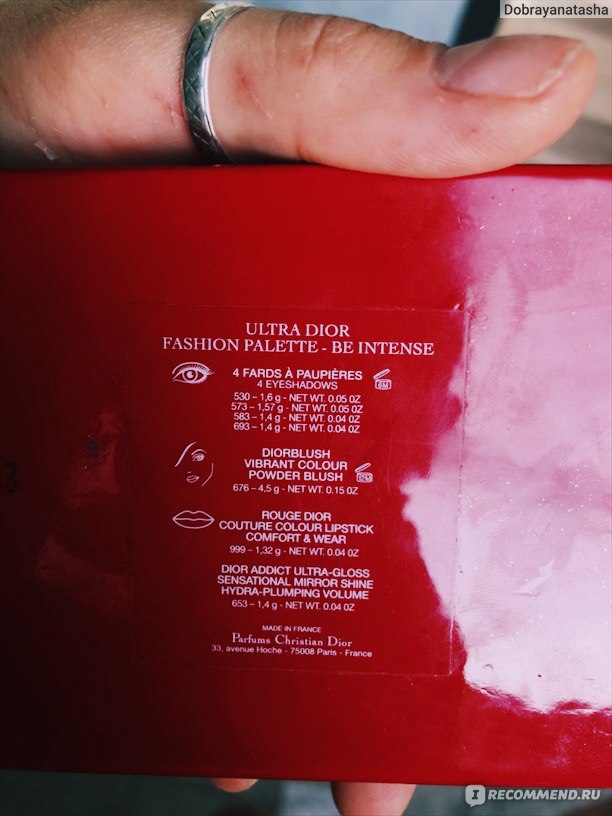 Dobrayanatasha
ULTRA DIOR
FASHION PALETTE - BE INTENSE
4 FARDS À PAUPIÈRES
4 EYESHADOWS
6M
530 – 1,6 g - NET WT. 0.05 OZ
573 – 1,57 g - NET WT. 0.05 OZ
583 – 1,4 g - NET WT. 0.04 OZ
693 – 1,4 g - NET WT. 0.04 OZ
DIORBLUSH
VIBRANT COLOUR
POWDER BLUSH
12M
676 – 4,5 g - NET WT. 0.15 OZ
ROUGE DIOR
COUTURE COLOUR LIPSTICK
COMFORT & WEAR
999 – 1,32 g - NET WT. 0.04 OZ
DIOR ADDICT ULTRA-GLOSS
SENSATIONAL MIRROR SHINE
HYDRA-PLUMPING VOLUME
653 – 1,4 g - NET WT. 0.04 OZ
MADE IN FRANCE
Parfums Christian Dior
33, avenue Hoche - 75008 Paris - France
IRECOMMEND.RU